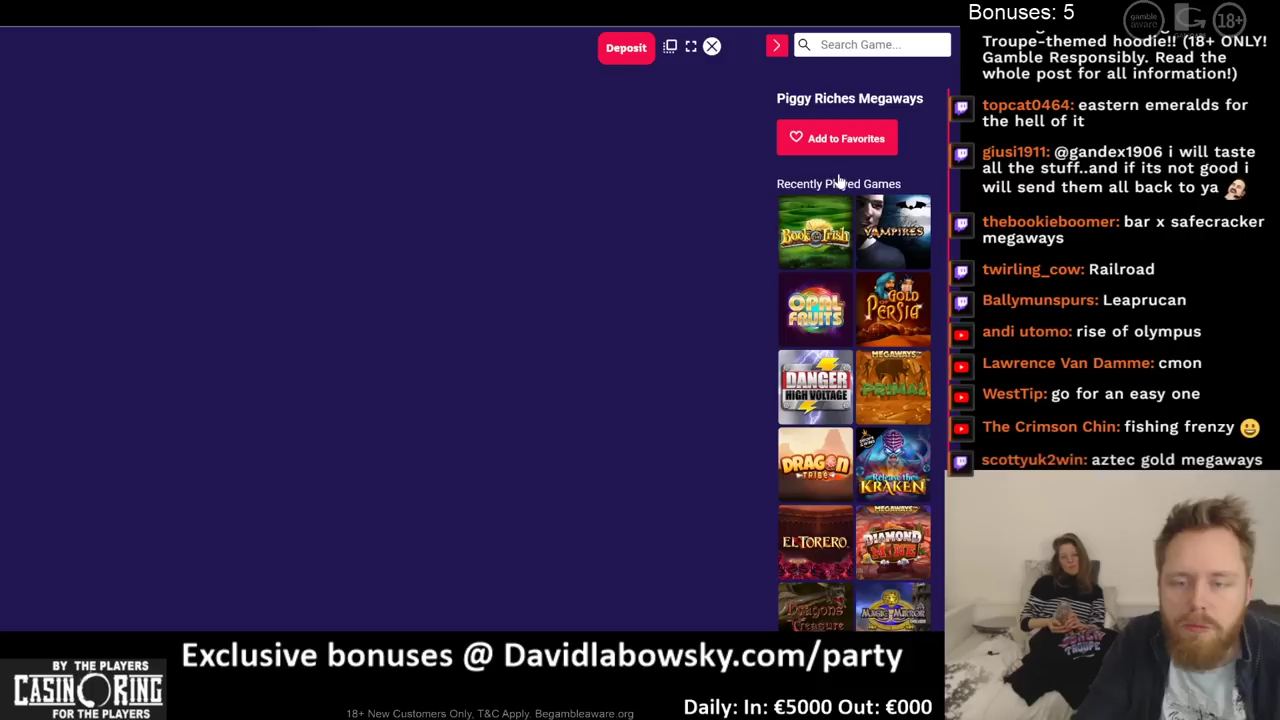 Bonuses: 5
gamble aware
G
18+
Deposit
Search Game...
Piggy Riches Megaways
Add to Favorites
Recently Played Games
BOOK OF IRISH
VAMPIRES
OPAL FRUITS
GOLD OF PERSIA
DANGER HIGH VOLTAGE
MEGAWAYS PRIMAL
DRAGON TRIBE
Release the KRAKEN
EL TORERO
MEGAWAYS DIAMOND MINE
Dragons Treasure
MAGIC MIRROR
Troupe-themed hoodie!! (18+ ONLY!
Gamble Responsibly. Read the
whole post for all information!)
topcat0464: eastern emeralds for
the hell of it
giusi1911: @gandex1906 i will taste
all the stuff..and if its not good i
will send them all back to ya
thebookieboomer: bar x safecracker
megaways
twirling_cow: Railroad
Ballymunspurs: Leaprucan
andi utomo: rise of olympus
Lawrence Van Damme: cmon
WestTip: go for an easy one
The Crimson Chin: fishing frenzy
scottyuk2win: aztec gold megaways
TROUPE
Exclusive bonuses @ Davidlabowsky.com/party
BY THE PLAYERS
CASINO RING
FOR THE PLAYERS
18+ New Customers Only, T&C Apply. Begambleaware.org
Daily: In: €5000 Out: €000